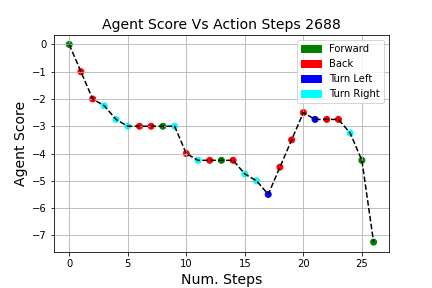 Agent Score Vs Action Steps 2688
Agent Score
0
−1
−2
−3
−4
−5
−6
−7
Forward
Back
Turn Left
Turn Right
0 5 10 15 20 25
Num. Steps